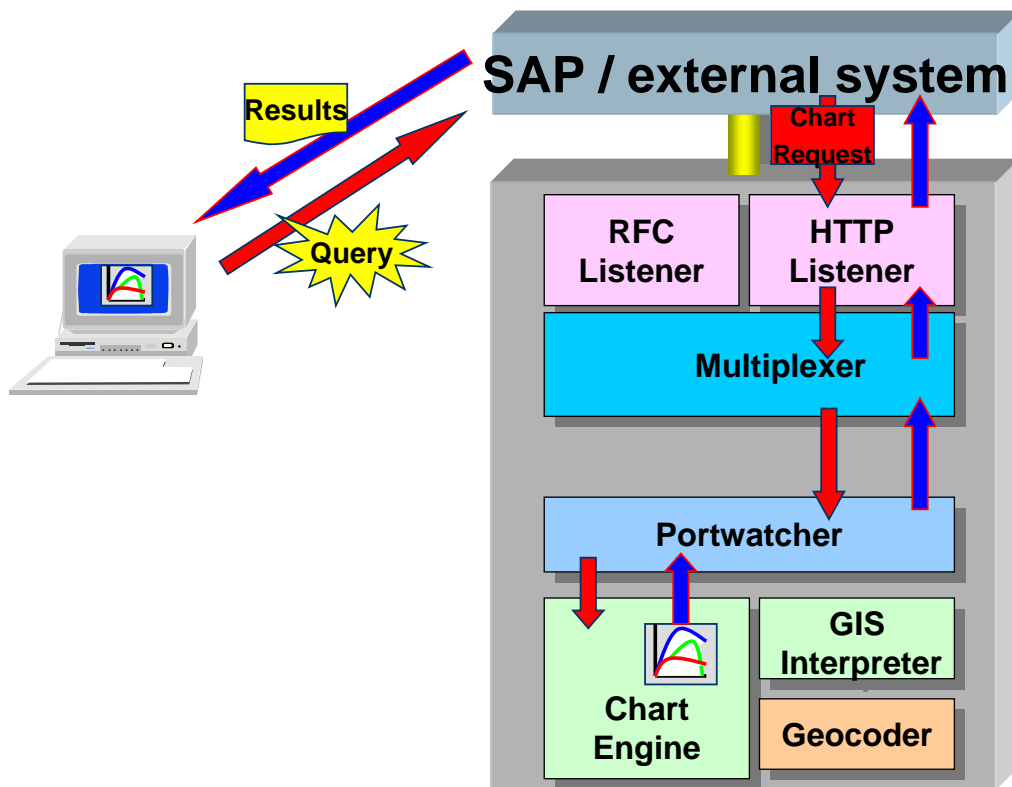 SAP / external system
Results
Chart
Request
Query
RFC
Listener
HTTP
Listener
Multiplexer
Portwatcher
GIS
Interpreter
Chart
Engine
Geocoder